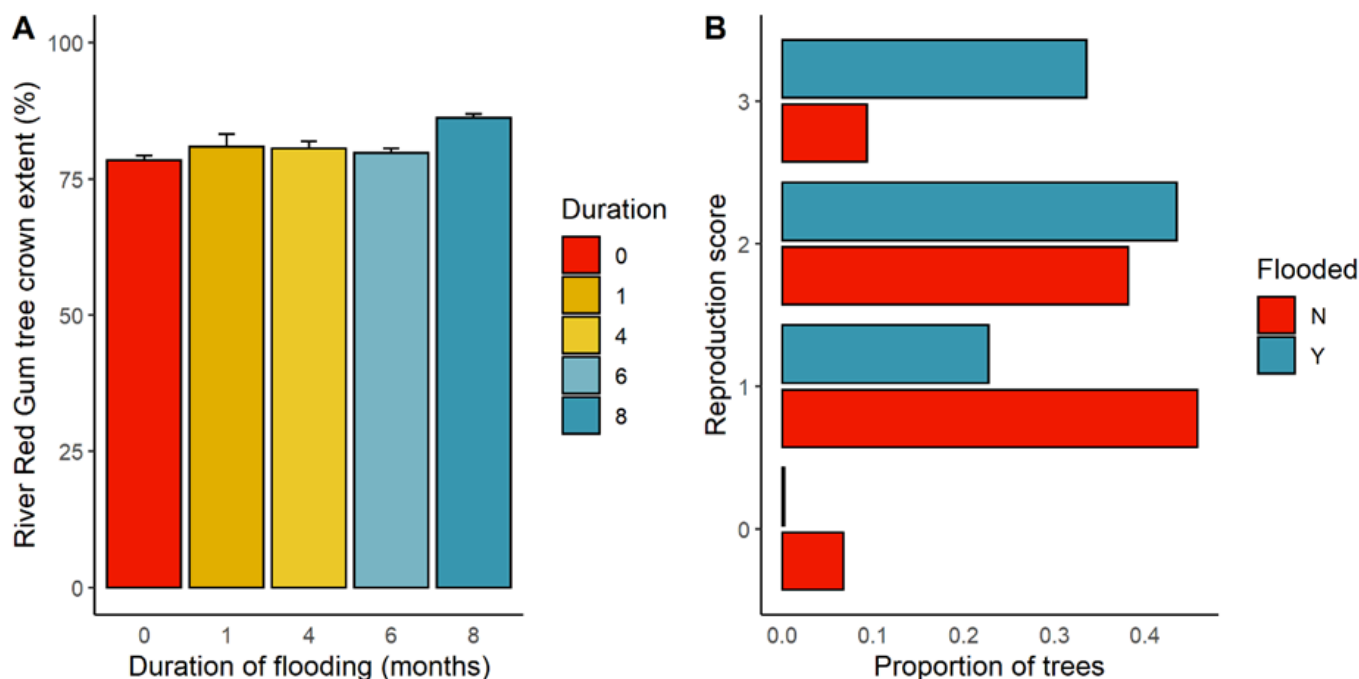 A
River Red Gum tree crown extent (%)
100
75
50
25
0
0 1 4 6 8
Duration of flooding (months)
Duration
0
1
4
6
8
B
Reproduction score
3
2
1
0
0.0 0.1 0.2 0.3 0.4
Proportion of trees
Flooded
N
Y